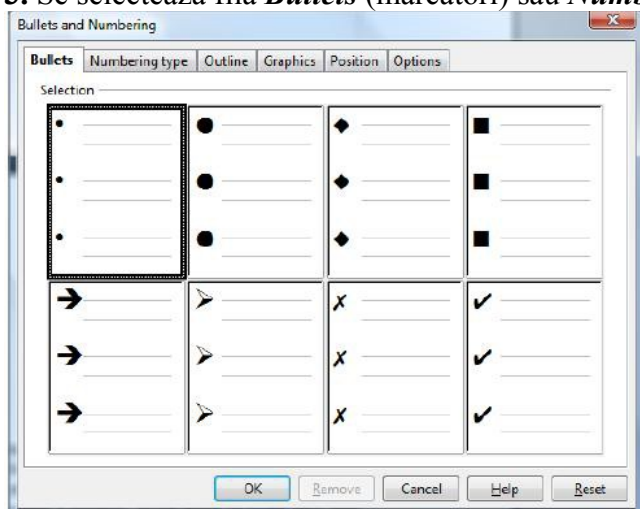 3. Se selectează fila Bullets (marcatori) sau
Bullets and Numbering
Bullets Numbering type Outline Graphics Position Options
Selection
OK Remove Cancel Help Reset